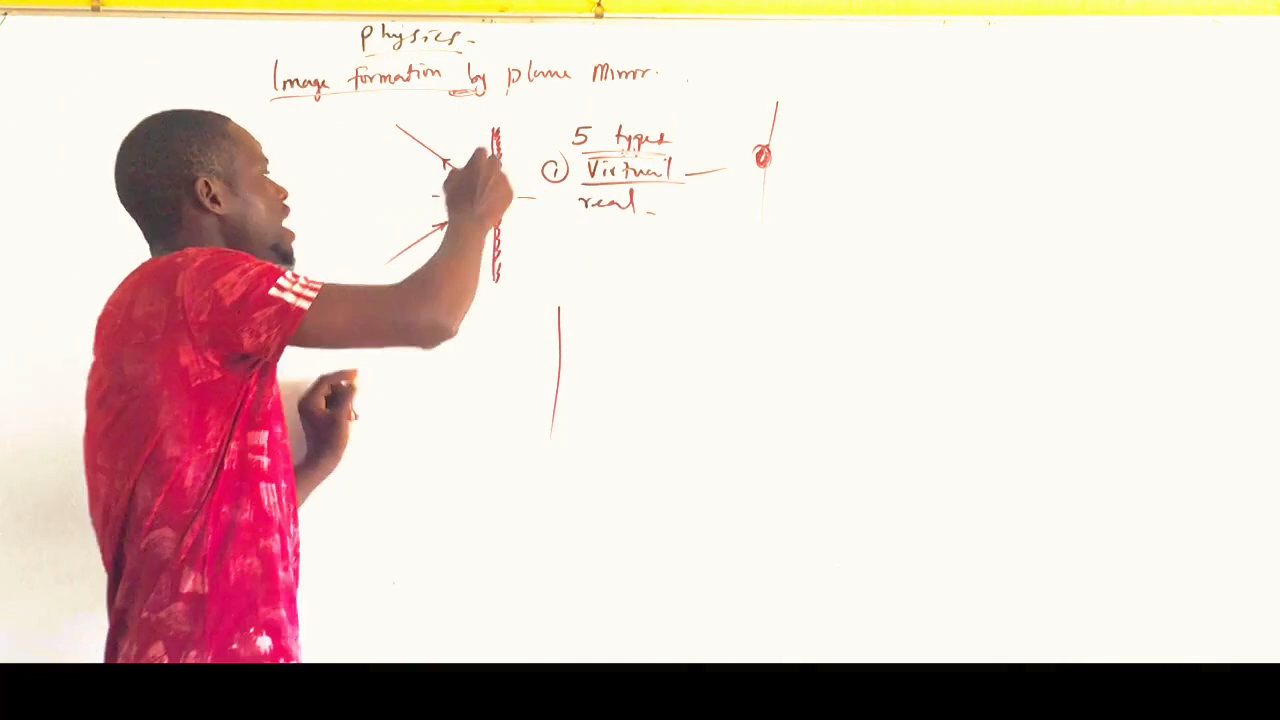 Physics.
Image formation by plane Mirror.
5 types
① Virtual
real